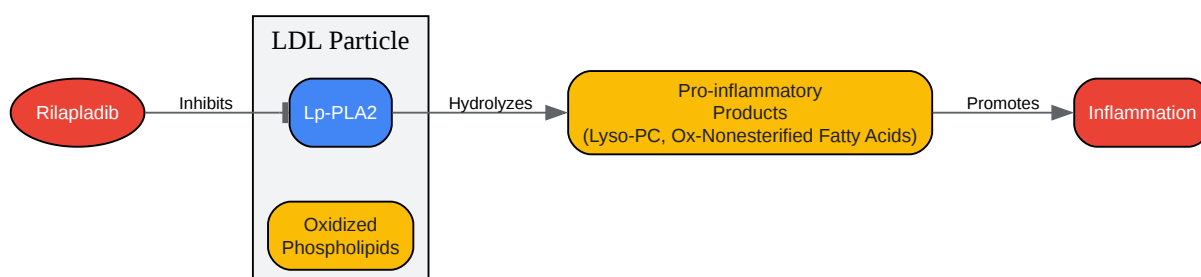 LDL Particle
Rilapladib
Inhibits
Lp-PLA2
Hydrolyzes
Pro-inflammatory
Products
(Lyso-PC, Ox-Nonesterified Fatty Acids)
Promotes
Inflammation
Oxidized
Phospholipids